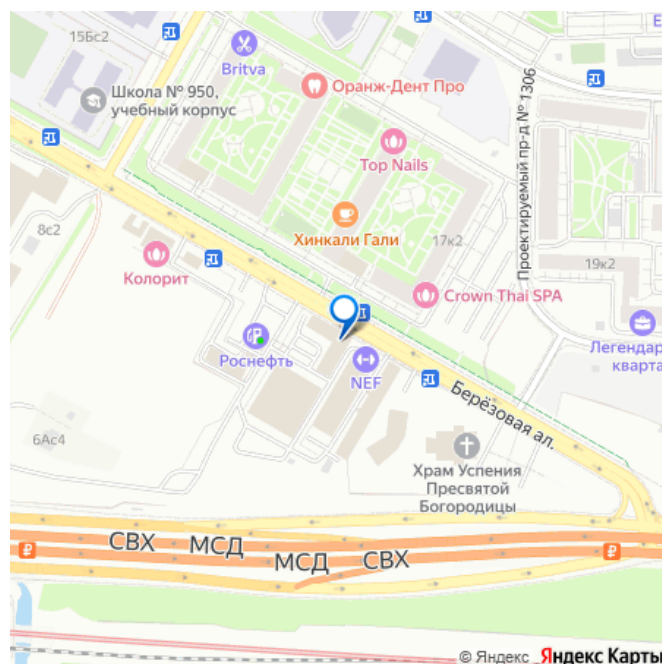 15Бс2
Britva
E
Школа № 950,
учебный корпус
Оранж-Дент Про
Проектируемый пр-д № 1306
Top Nails
8с2
Хинкали Гали
17к2
19к2
Колорит
Crown Thai SPA
Роснефть
NEF
Легендар
кварта
Берёзовая ал.
6Ас4
Храм Успения
Пресвятой
Богородицы
СВХ
МСД
МСД
СВХ
© Яндекс
Яндекс Карты